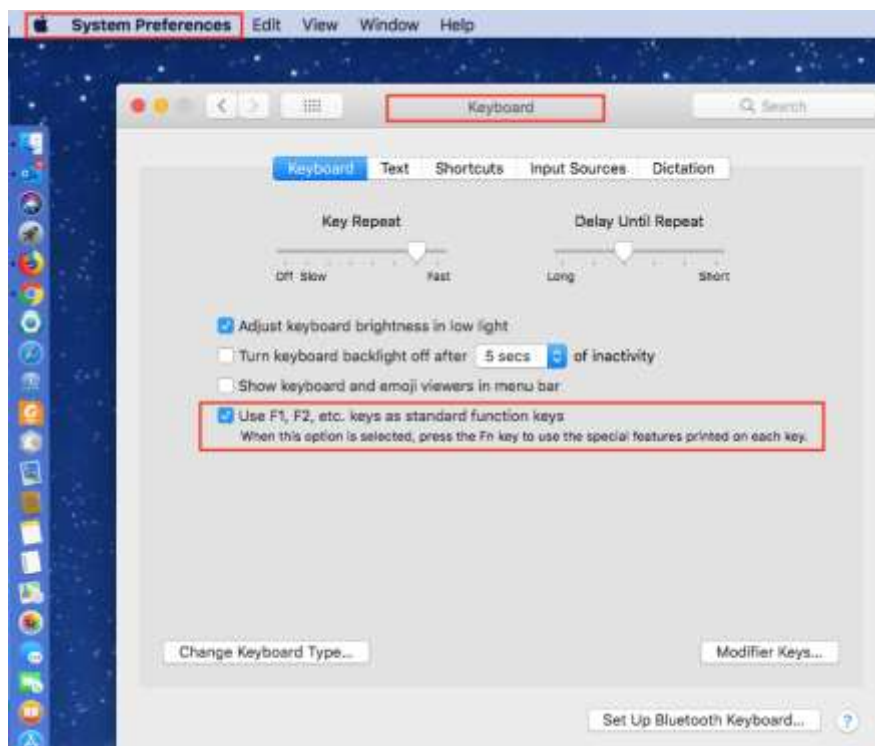 System Preferences Edit View Window Help
Keyboard
Search
Keyboard Text Shortcuts Input Sources Dictation
Key Repeat Delay Until Repeat
Off Slow Fast Long Short
Adjust keyboard brightness in low light
Turn keyboard backlight off after 5 secs of inactivity
Show keyboard and emoji viewers in menu bar
Use F1, F2, etc. keys as standard function keys
When this option is selected, press the Fn key to use the special features printed on each key.
Change Keyboard Type... Modifier Keys...
Set Up Bluetooth Keyboard... ?